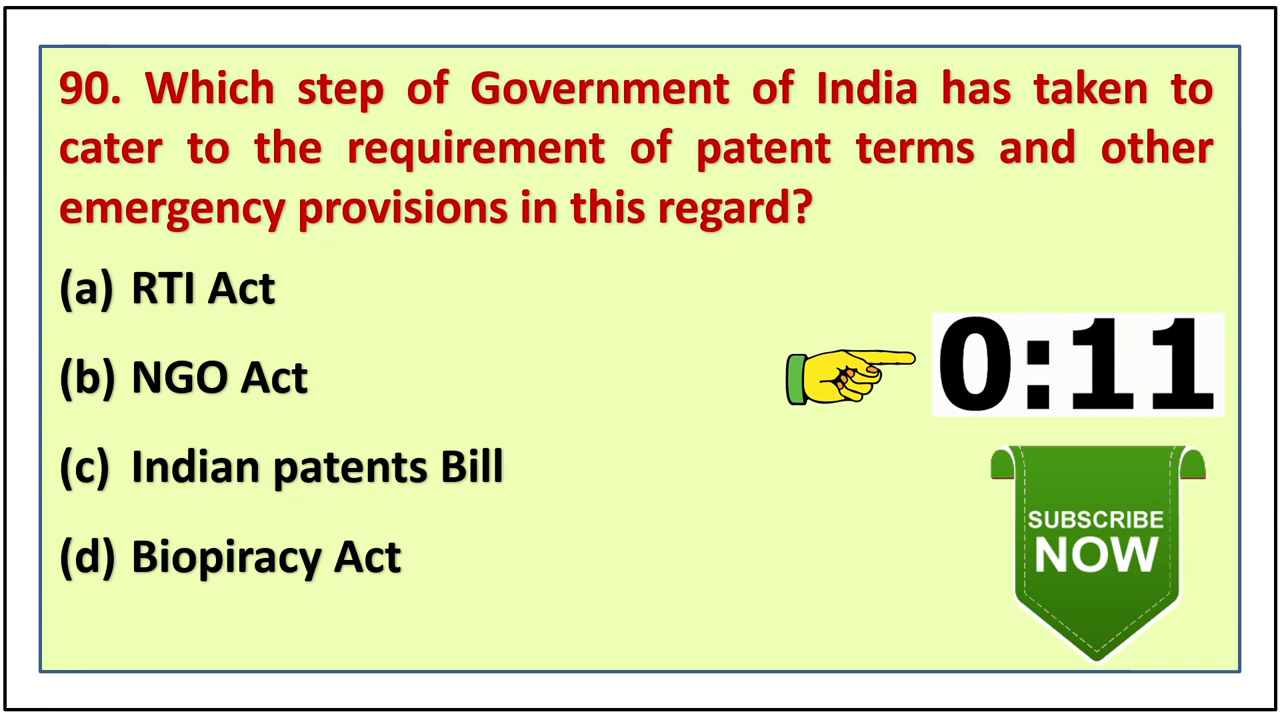 90. Which step of Government of India has taken to
cater to the requirement of patent terms and other
emergency provisions in this regard?
(a) RTI Act
(b) NGO Act
(c) Indian patents Bill
(d) Biopiracy Act
0:11
SUBSCRIBE
NOW